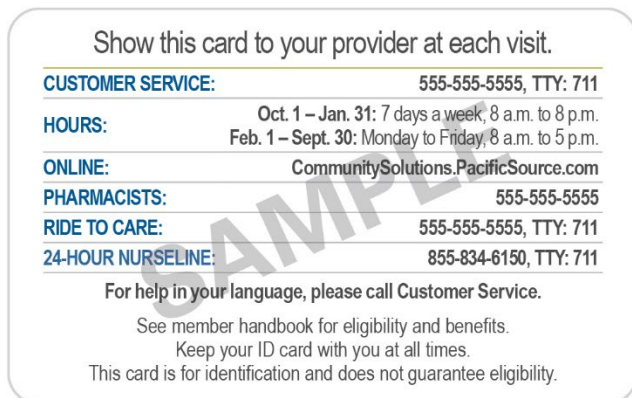 Show this card to your provider at each visit.
CUSTOMER SERVICE: 555-555-5555, TTY: 711
HOURS: Oct. 1 – Jan. 31: 7 days a week, 8 a.m. to 8 p.m.
Feb. 1 – Sept. 30: Monday to Friday, 8 a.m. to 5 p.m.
ONLINE: CommunitySolutions.PacificSource.com
PHARMACISTS: 555-555-5555
RIDE TO CARE: 555-555-5555, TTY: 711
24-HOUR NURSELINE: 855-834-6150, TTY: 711
For help in your language, please call Customer Service.
See member handbook for eligibility and benefits.
Keep your ID card with you at all times.
This card is for identification and does not guarantee eligibility.
SAMPLE